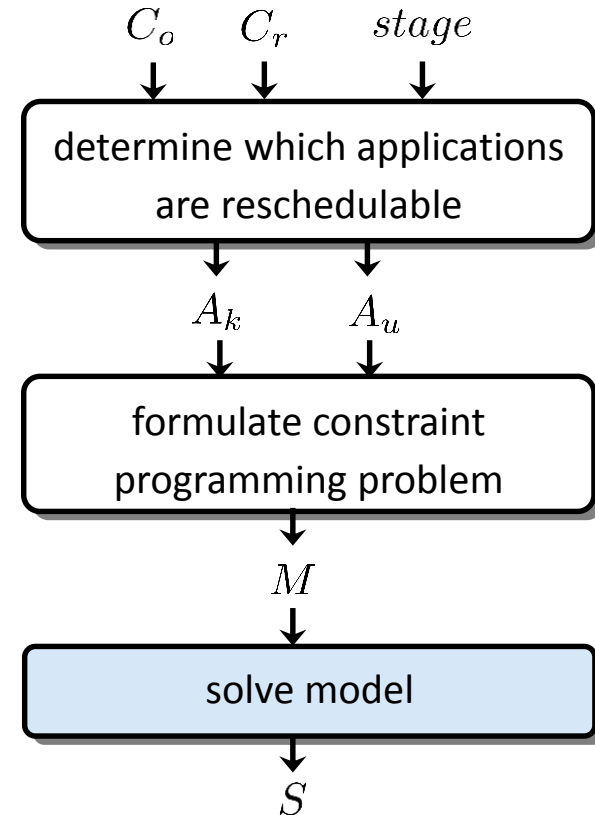 C_o C_r stage
determine which applications
are reschedulable
A_k A_u
formulate constraint
programming problem
M
solve model
S